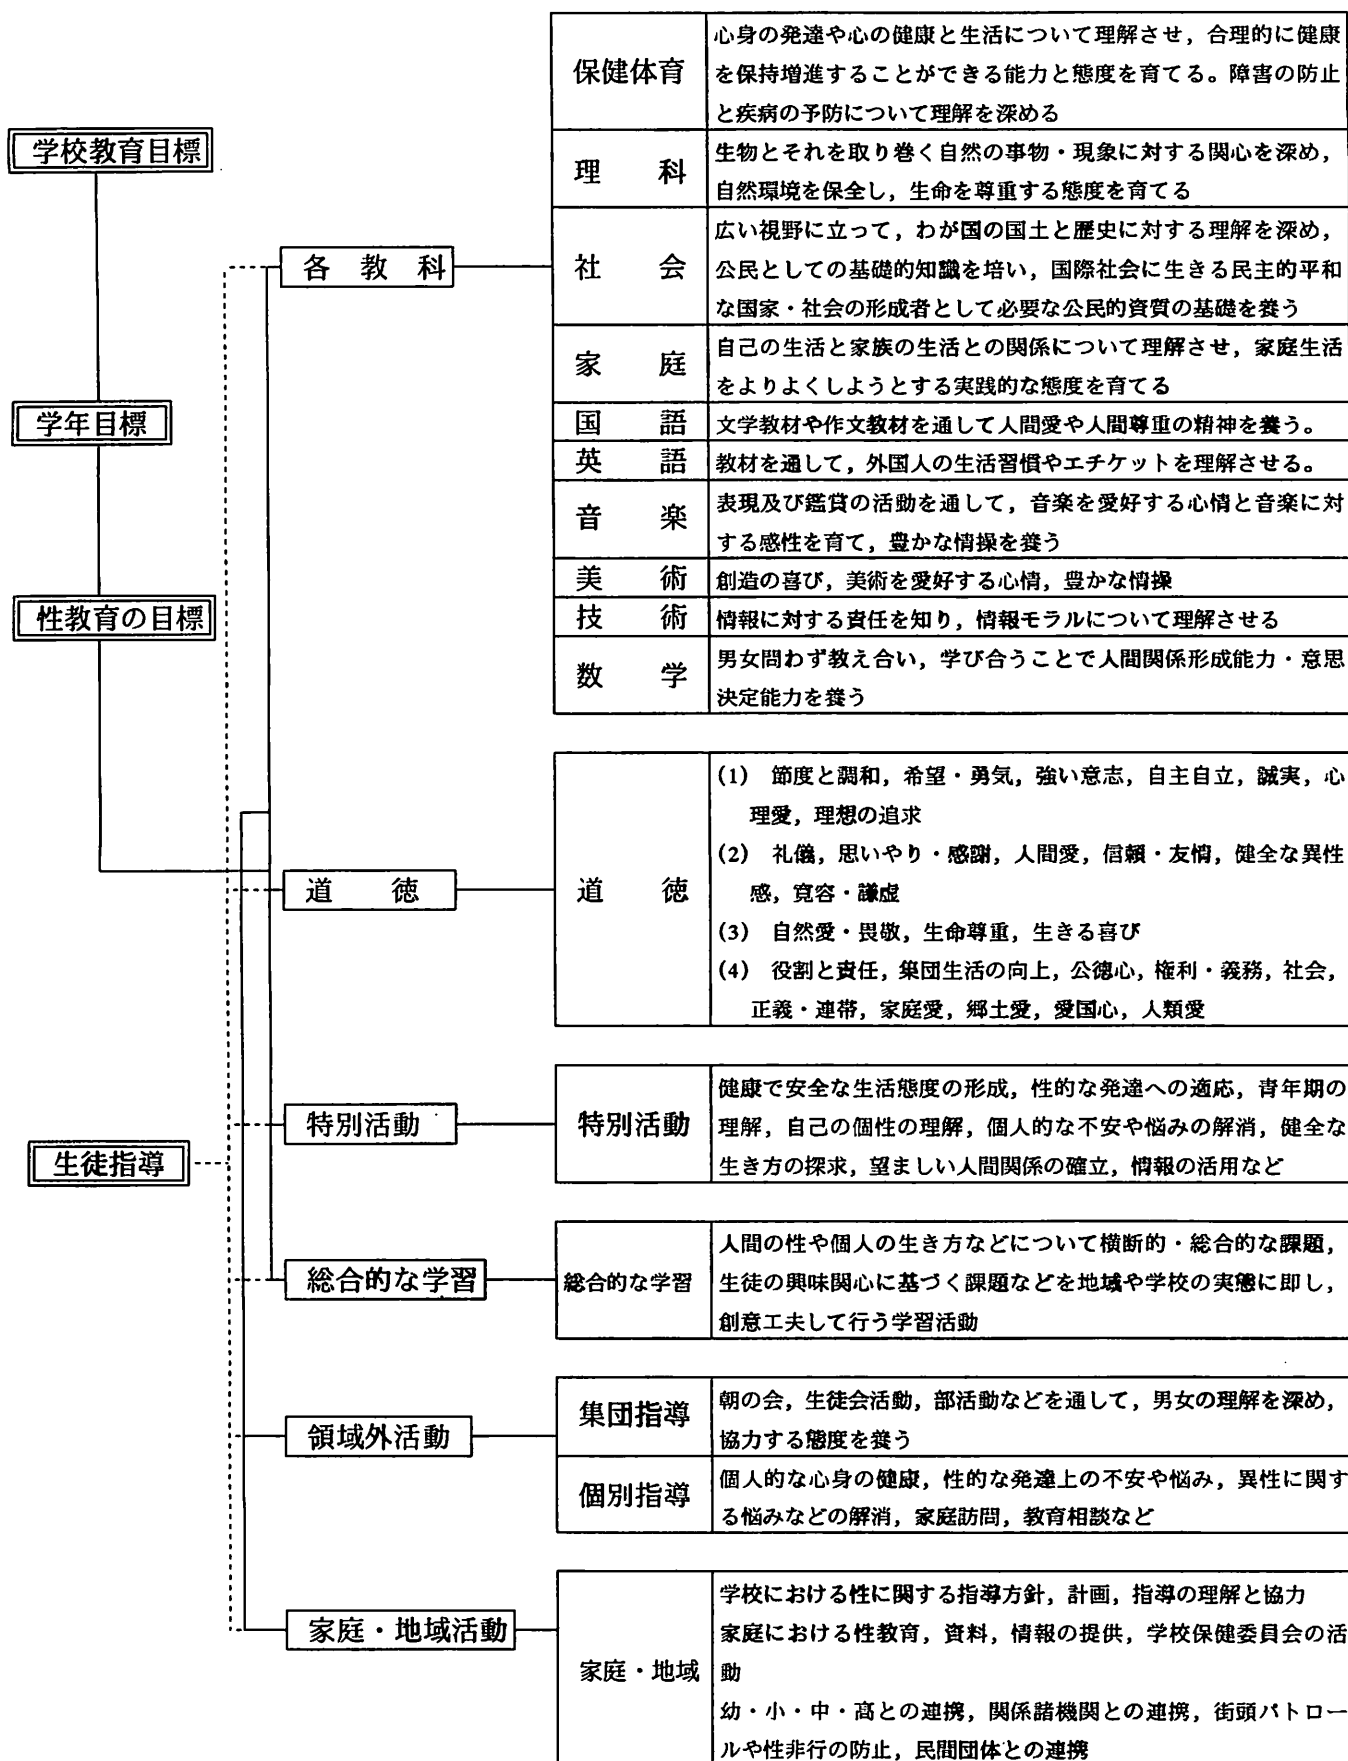 学校教育目標
学年目標
性教育の目標
生徒指導
各教科
保健体育
心身の発達や心の健康と生活について理解させ，合理的に健康
を保持増進することができる能力と態度を育てる。障害の防止
と疾病の予防について理解を深める
理科
生物とそれを取り巻く自然の事物・現象に対する関心を深め，
自然環境を保全し，生命を尊重する態度を育てる
社会
広い視野に立って，わが国の国土と歴史に対する理解を深め，
公民としての基礎的知識を培い，国際社会に生きる民主的平和
な国家・社会の形成者として必要な公民的資質の基礎を養う
家庭
自己の生活と家族の生活との関係について理解させ，家庭生活
をよりよくしようとする実践的な態度を育てる
国語
文学教材や作文教材を通して人間愛や人間尊重の精神を養う。
英語
教材を通して，外国人の生活習慣やエチケットを理解させる。
音楽
表現及び鑑賞の活動を通して，音楽を愛好する心情と音楽に対
する感性を育て，豊かな情操を養う
美術
創造の喜び，美術を愛好する心情，豊かな情操
技術
情報に対する責任を知り，情報モラルについて理解させる
数学
男女問わず教え合い，学び合うことで人間関係形成能力・意思
決定能力を養う
道徳
道徳
(1) 節度と調和，希望・勇気，強い意志，自主自立，誠実，心
理愛，理想の追求
(2) 礼儀，思いやり・感謝，人間愛，信頼・友情，健全な異性
感，寛容・謙虚
(3) 自然愛・畏敬，生命尊重，生きる喜び
(4) 役割と責任，集団生活の向上，公徳心，権利・義務，社会，
正義・連帯，家庭愛，郷土愛，愛国心，人類愛
特別活動
特別活動
健康で安全な生活態度の形成，性的な発達への適応，青年期の
理解，自己の個性の理解，個人的な不安や悩みの解消，健全な
生き方の探求，望ましい人間関係の確立，情報の活用など
総合的な学習
総合的な学習
人間の性や個人の生き方などについて横断的・総合的な課題，
生徒の興味関心に基づく課題などを地域や学校の実態に即し，
創意工夫して行う学習活動
領域外活動
集団指導
朝の会，生徒会活動，部活動などを通して，男女の理解を深め，
協力する態度を養う
個別指導
個人的な心身の健康，性的な発達上の不安や悩み，異性に関す
る悩みなどの解消，家庭訪問，教育相談など
家庭・地域活動
家庭・地域
学校における性に関する指導方針，計画，指導の理解と協力
家庭における性教育，資料，情報の提供，学校保健委員会の活
動
幼・小・中・高との連携，関係諸機関との連携，街頭パトロー
ルや性非行の防止，民間団体との連携